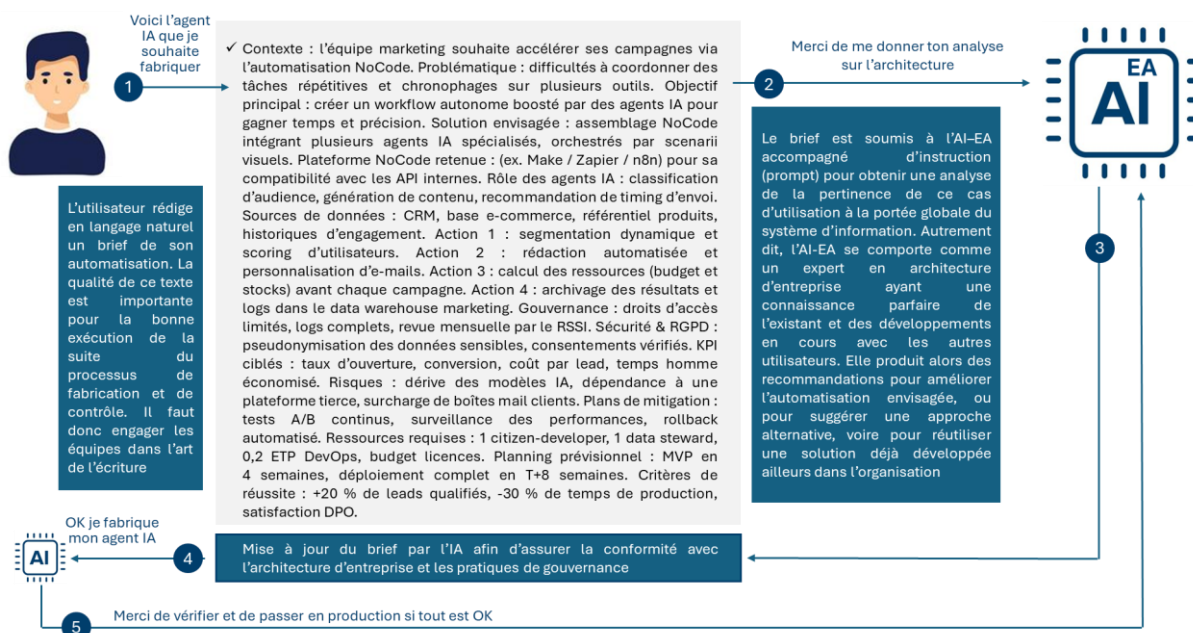 Voici l'agent
IA que je
souhaite
fabriquer
1
✓ Contexte : l'équipe marketing souhaite accélérer ses campagnes via
l'automatisation NoCode. Problématique : difficultés à coordonner des
tâches répétitives et chronophages sur plusieurs outils. Objectif
principal : créer un workflow autonome boosté par des agents IA pour
gagner temps et précision. Solution envisagée : assemblage NoCode
intégrant plusieurs agents IA spécialisés, orchestrés par scenarii
visuels. Plateforme NoCode retenue : (ex. Make / Zapier / n8n) pour sa
compatibilité avec les API internes. Rôle des agents IA : classification
d'audience, génération de contenu, recommandation de timing d'envoi.
Sources de données : CRM, base e-commerce, référentiel produits,
historiques d'engagement. Action 1 : segmentation dynamique et
scoring d'utilisateurs. Action 2 : rédaction automatisée et
personnalisation d'e-mails. Action 3 : calcul des ressources (budget et
stocks) avant chaque campagne. Action 4 : archivage des résultats et
logs dans le data warehouse marketing. Gouvernance : droits d'accès
limités, logs complets, revue mensuelle par le RSSI. Sécurité & RGPD :
pseudonymisation des données sensibles, consentements vérifiés. KPI
ciblés : taux d'ouverture, conversion, coût par lead, temps homme
économisé. Risques : dérive des modèles IA, dépendance à une
plateforme tierce, surcharge de boîtes mail clients. Plans de mitigation :
tests A/B continus, surveillance des performances, rollback
automatisé. Ressources requises : 1 citizen-developer, 1 data steward,
0,2 ETP DevOps, budget licences. Planning prévisionnel : MVP en
4 semaines, déploiement complet en T+8 semaines. Critères de
réussite : +20 % de leads qualifiés, -30 % de temps de production,
satisfaction DPO.
Merci de me donner ton analyse
sur l'architecture
2
EA
AI
L'utilisateur rédige
en langage naturel
un brief de son
automatisation. La
qualité de ce texte
est importante
pour la bonne
exécution de la
suite du
processus de
fabrication et de
contrôle. Il faut
donc engager les
équipes dans l'art
de l'écriture
Le brief est soumis à l'AI–EA
accompagné d'instruction
(prompt) pour obtenir une analyse
de la pertinence de ce cas
d'utilisation à la portée globale du
système d'information. Autrement
dit, l'AI-EA se comporte comme
un expert en architecture
d'entreprise ayant une
connaissance parfaire de
l'existant et des développements
en cours avec les autres
utilisateurs. Elle produit alors des
recommandations pour améliorer
l'automatisation envisagée, ou
pour suggérer une approche
alternative, voire pour réutiliser
une solution déjà développée
ailleurs dans l'organisation
3
OK je fabrique
mon agent IA
AI
4
Mise à jour du brief par l'IA afin d'assurer la conformité avec
l'architecture d'entreprise et les pratiques de gouvernance
Merci de vérifier et de passer en production si tout est OK
5